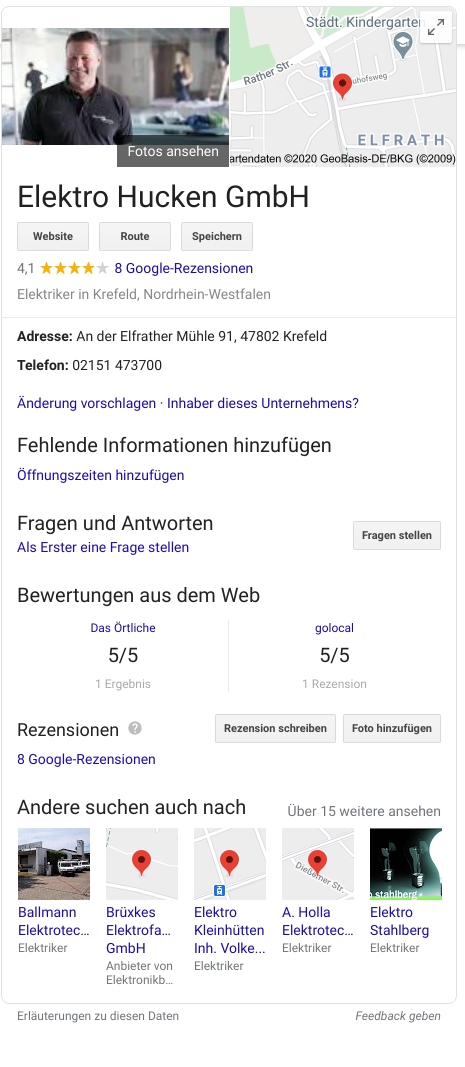 Städt. Kindergarten
Rather Str.
uhofsweg
ELFRATH
Fotos ansehen
artendaten ©2020 GeoBasis-DE/BKG (©2009)
Elektro Hucken GmbH
Website
Route
Speichern
4,1 ★★★★★ 8 Google-Rezensionen
Elektriker in Krefeld, Nordrhein-Westfalen
Adresse: An der Elfrather Mühle 91, 47802 Krefeld
Telefon: 02151 473700
Änderung vorschlagen · Inhaber dieses Unternehmens?
Fehlende Informationen hinzufügen
Öffnungszeiten hinzufügen
Fragen und Antworten
Als Erster eine Frage stellen
Fragen stellen
Bewertungen aus dem Web
Das Örtliche
5/5
1 Ergebnis
golocal
5/5
1 Rezension
Rezensionen ?
Rezension schreiben
Foto hinzufügen
8 Google-Rezensionen
Andere suchen auch nach
Über 15 weitere ansehen
Dießemer Str.
stahlberg
Ballmann
Elektrotec...
Elektriker
Brüxkes
Elektrofa...
GmbH
Anbieter von
Elektronikb...
Elektro
Kleinhütten
Inh. Volke...
Elektriker
A. Holla
Elektrotec...
Elektriker
Elektro
Stahlberg
Elektriker
Erläuterungen zu diesen Daten
Feedback geben